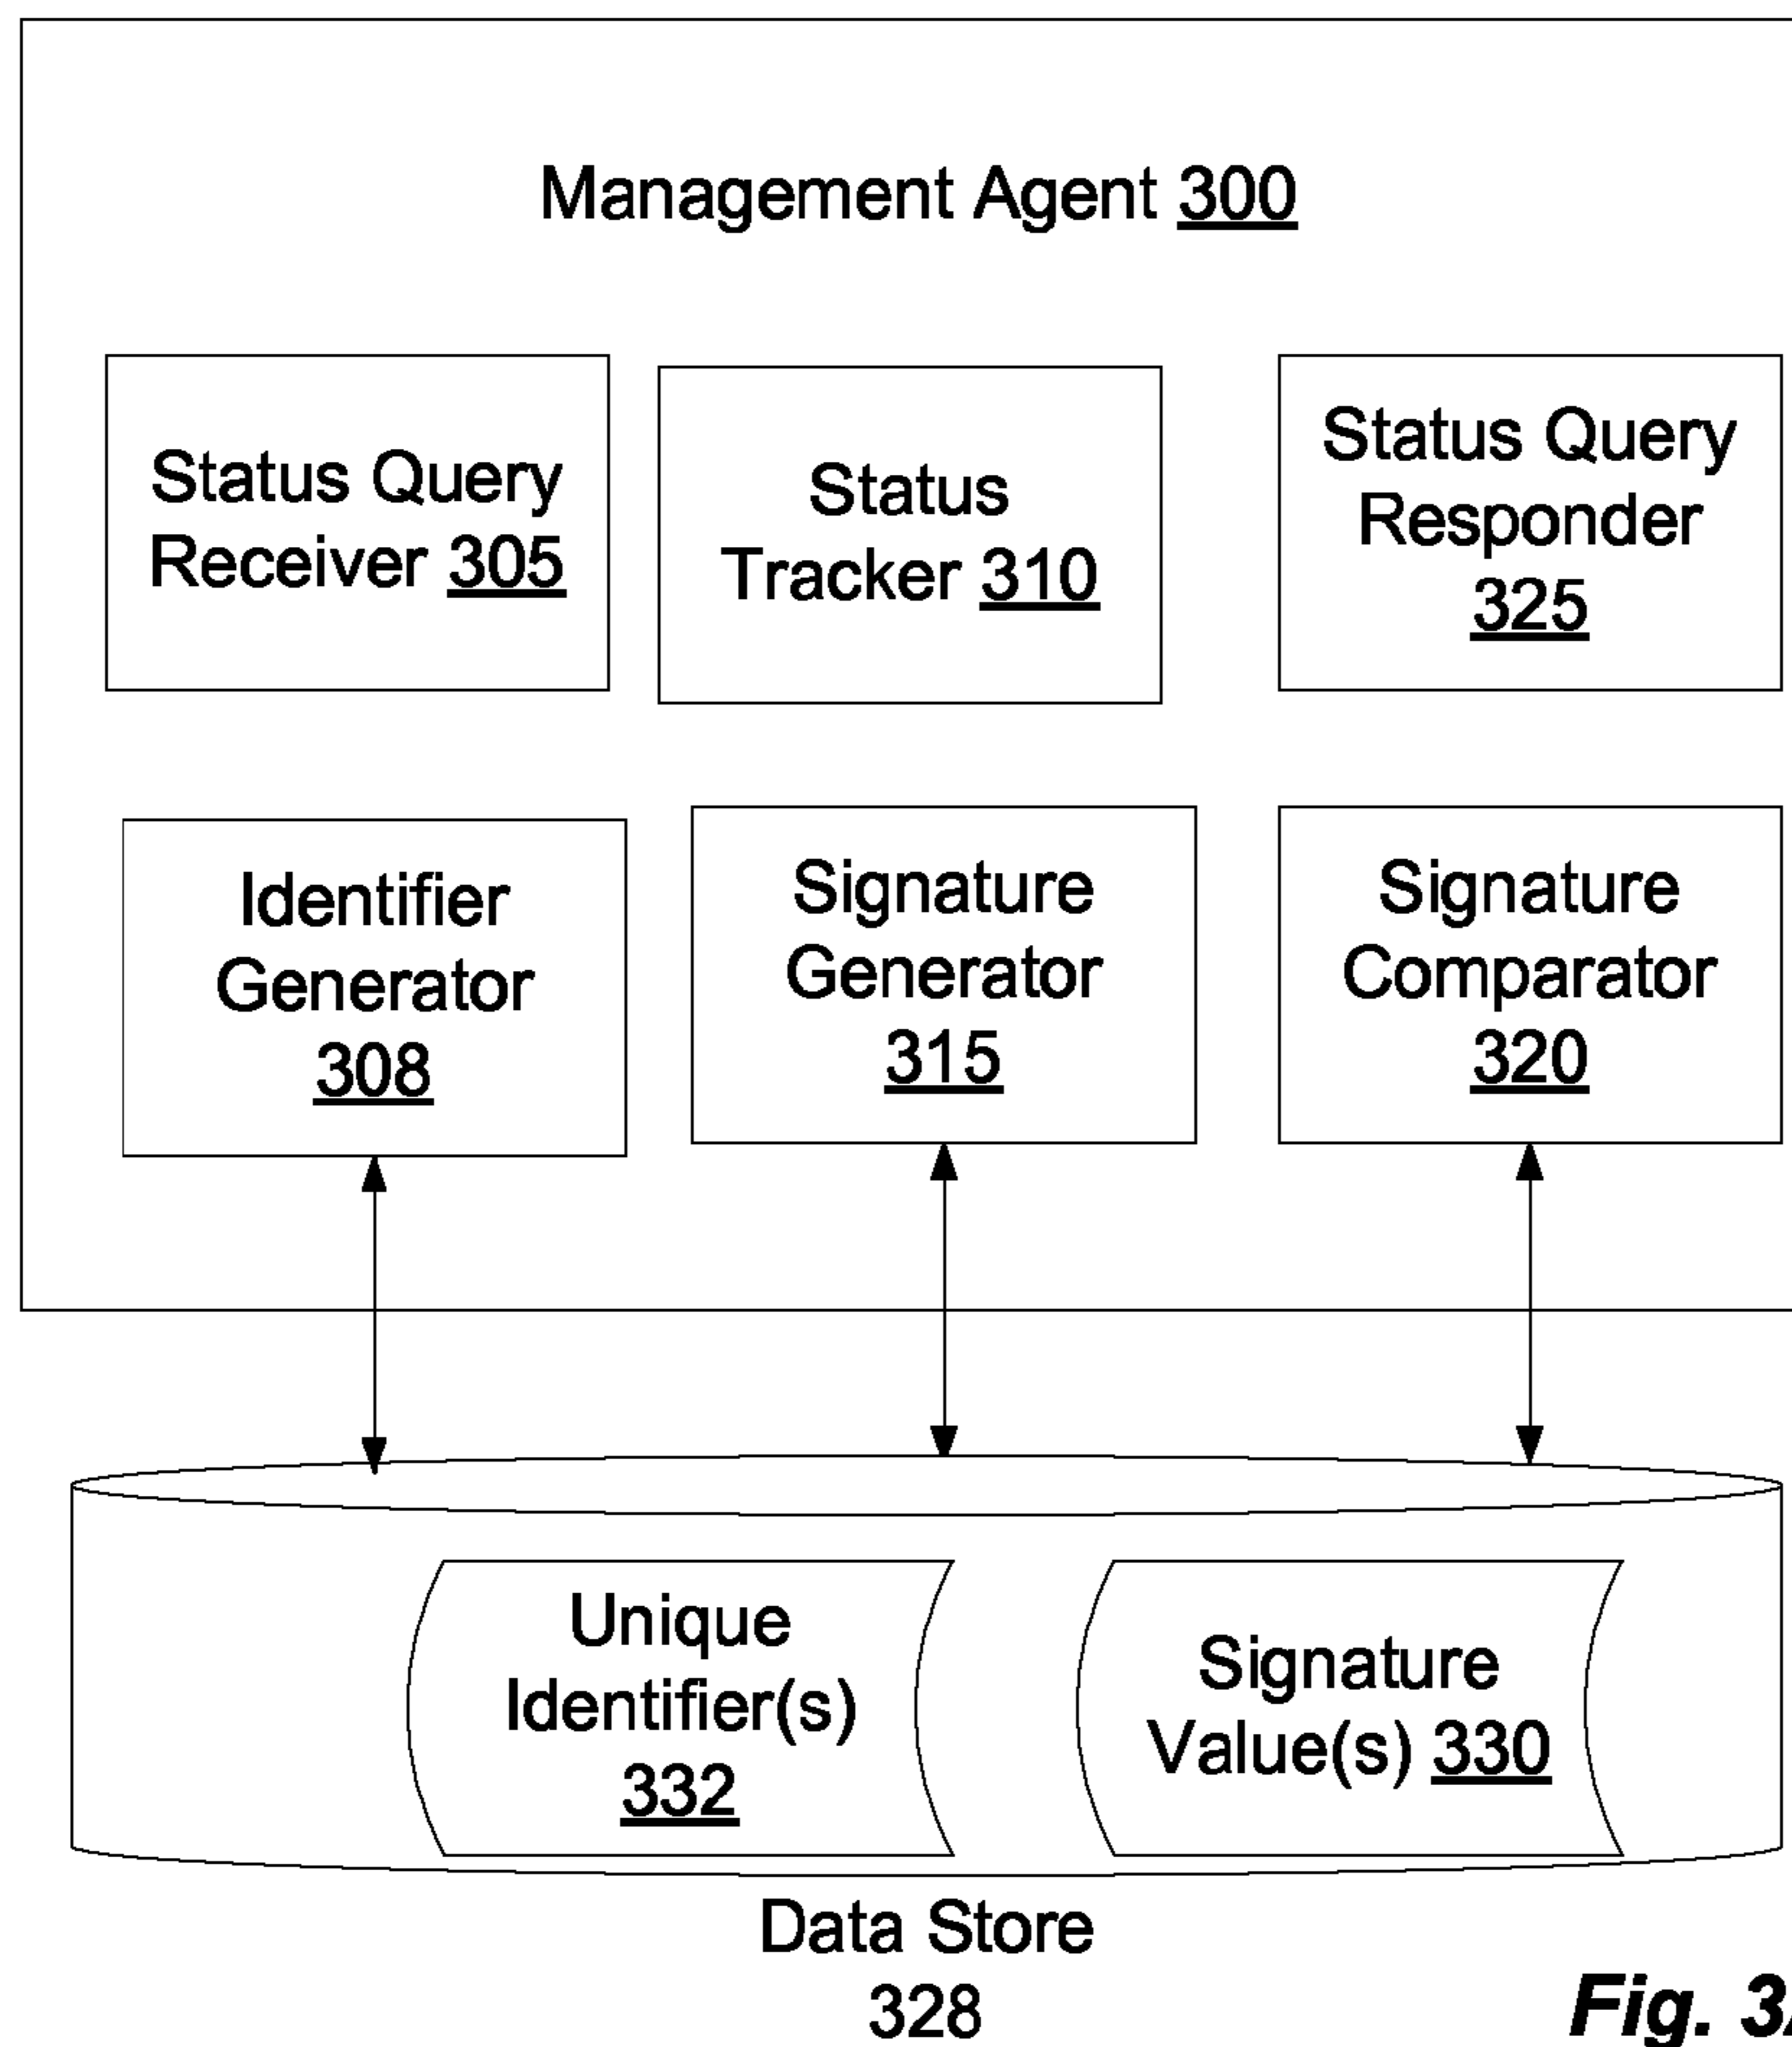 Management Agent 300
Status Query
Receiver 305
Status
Tracker 310
Status Query
Responder
325
Identifier
Generator
308
Signature
Generator
315
Signature
Comparator
320
Unique
Identifier(s)
332
Signature
Value(s) 330
Data Store
328
Fig.